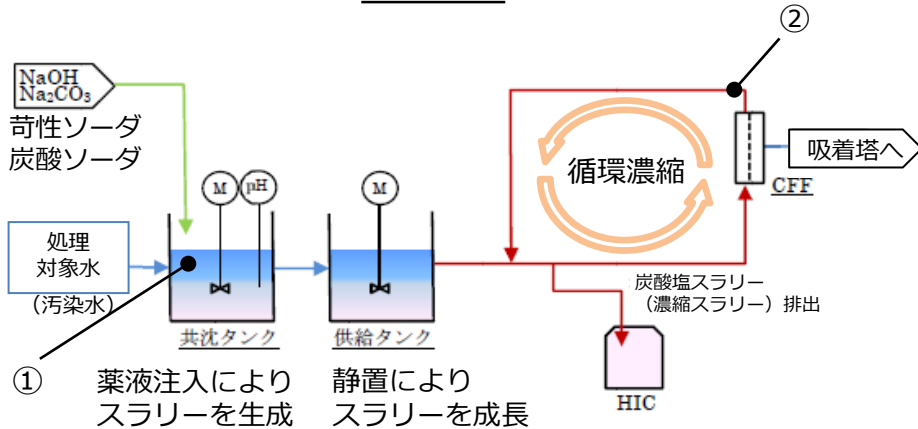 ②
NaOH
Na₂CO₃
苛性ソーダ
炭酸ソーダ
M
pH
M
循環濃縮
吸着塔へ
CFF
処理
対象水
（汚染水）
炭酸塩スラリー
（濃縮スラリー）排出
共沈タンク
供給タンク
①
薬液注入により
スラリーを生成
静置により
スラリーを成長
HIC